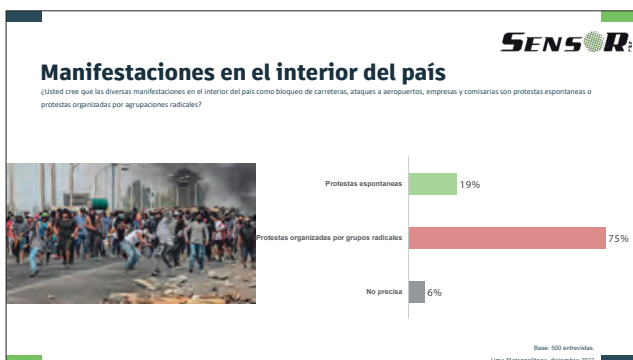 SENSOR
Manifestaciones en el interior del país
¿Usted cree que las diversas manifestaciones en el interior del país como bloqueo de carreteras, ataques a aeropuertos, empresas y comisarias son protestas espontaneas o
protestas organizadas por agrupaciones radicales?
Protestas espontaneas
19%
Protestas organizadas por grupos radicales
75%
No precisa
6%
Base: 500 entrevistas.